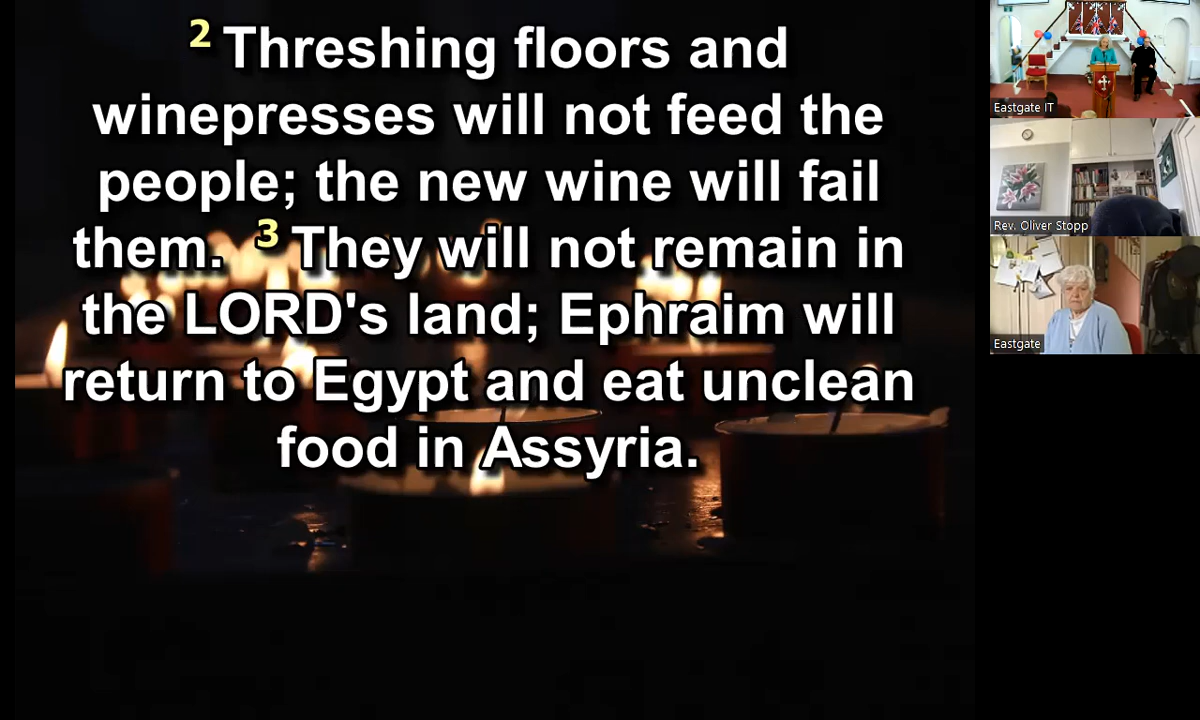 2 Threshing floors and
winepresses will not feed the
people; the new wine will fail
them. 3 They will not remain in
the LORD's land; Ephraim will
return to Egypt and eat unclean
food in Assyria.
Eastgate IT
Rev. Oliver Stopp
Eastgate